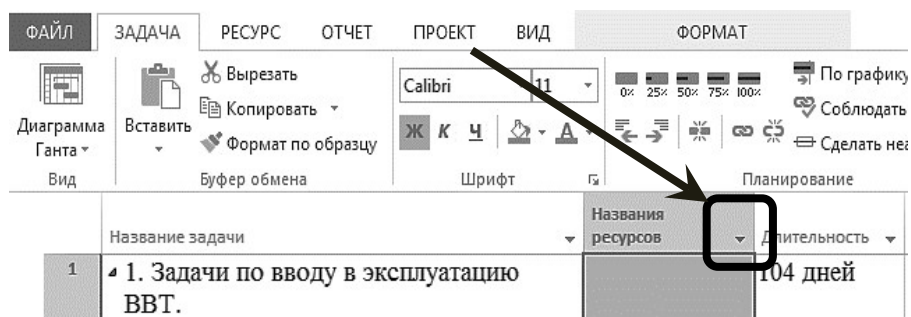 ФАЙЛ ЗАДАЧА РЕСУРС ОТЧЕТ ПРОЕКТ ВИД ФОРМАТ
Вырезать
Копировать
Формат по образцу
Вставить
Диаграмма
Ганта
Calibri 11
Ж К Ч А
0% 25% 50% 75% 100%
По графику
Соблюдать
Сделать неа
Вид Буфер обмена Шрифт Планирование
Название задачи
Названия
ресурсов
Длительность
1 1. Задачи по вводу в эксплуатацию
ВВТ.
104 дней